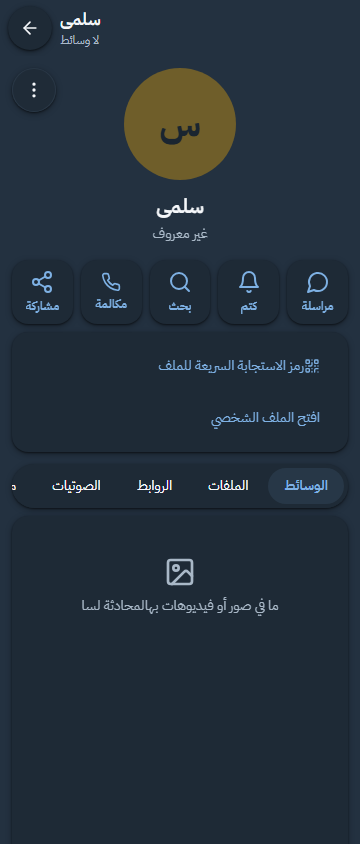 سلمى
لا وسائط
س
سلمى
غير معروف
مراسلة
كتم
بحث
مكالمة
مشاركة
رمز الاستجابة السريعة للملف
افتح الملف الشخصي
الوسائط
الملفات
الروابط
الصوتيات
ما في صور أو فيديوهات بهالمحادثة لسا